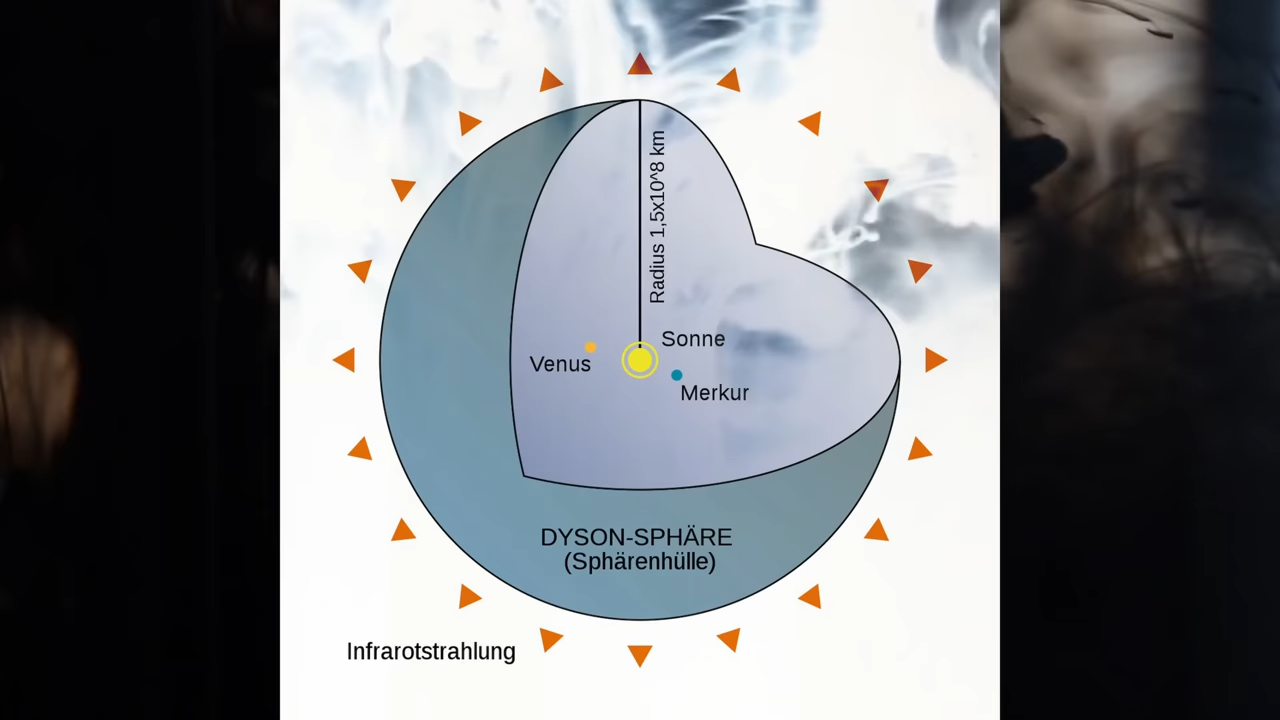 Radius 1,5x10^8 km
Sonne
Venus
Merkur
DYSON-SPHÄRE
(Sphärenhülle)
Infrarotstrahlung